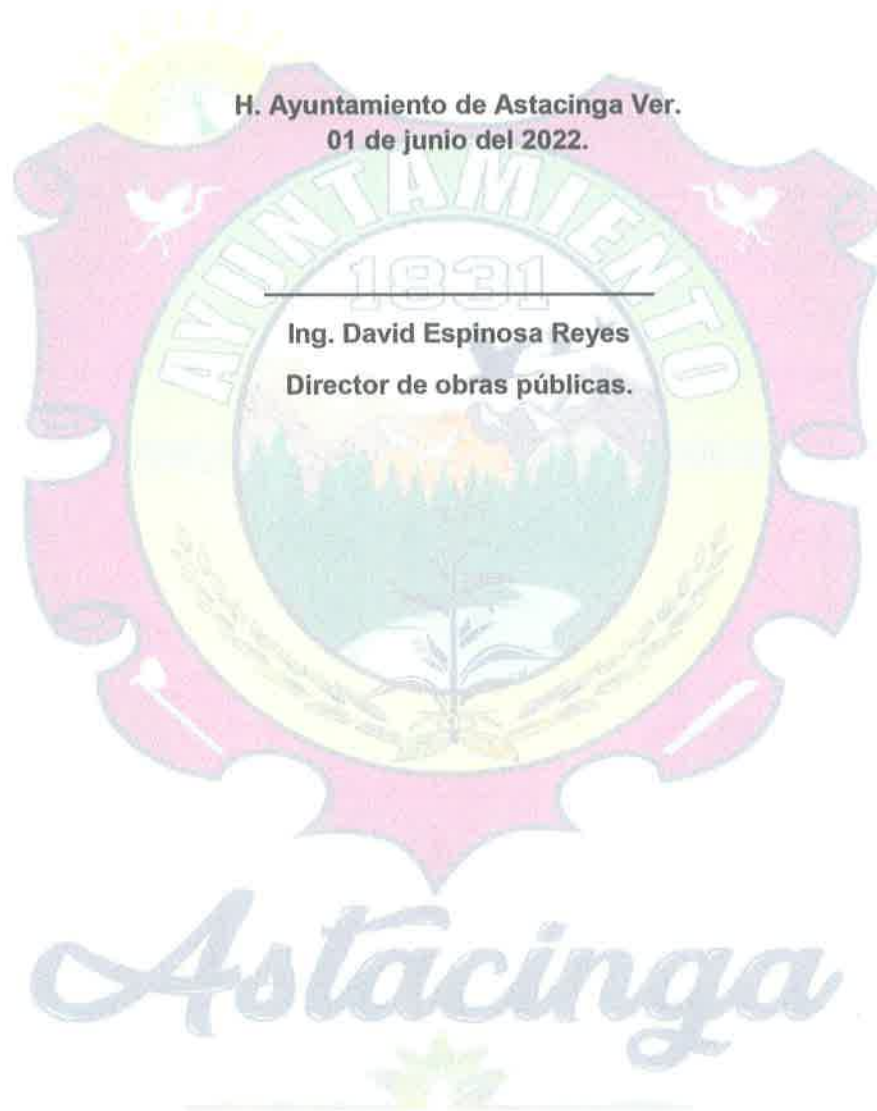 H. Ayuntamiento de Astacinga Ver.
01 de junio del 2022.
AYUNTAMIENTO
1831
Ing. David Espinosa Reyes
Director de obras públicas.
Astacinga